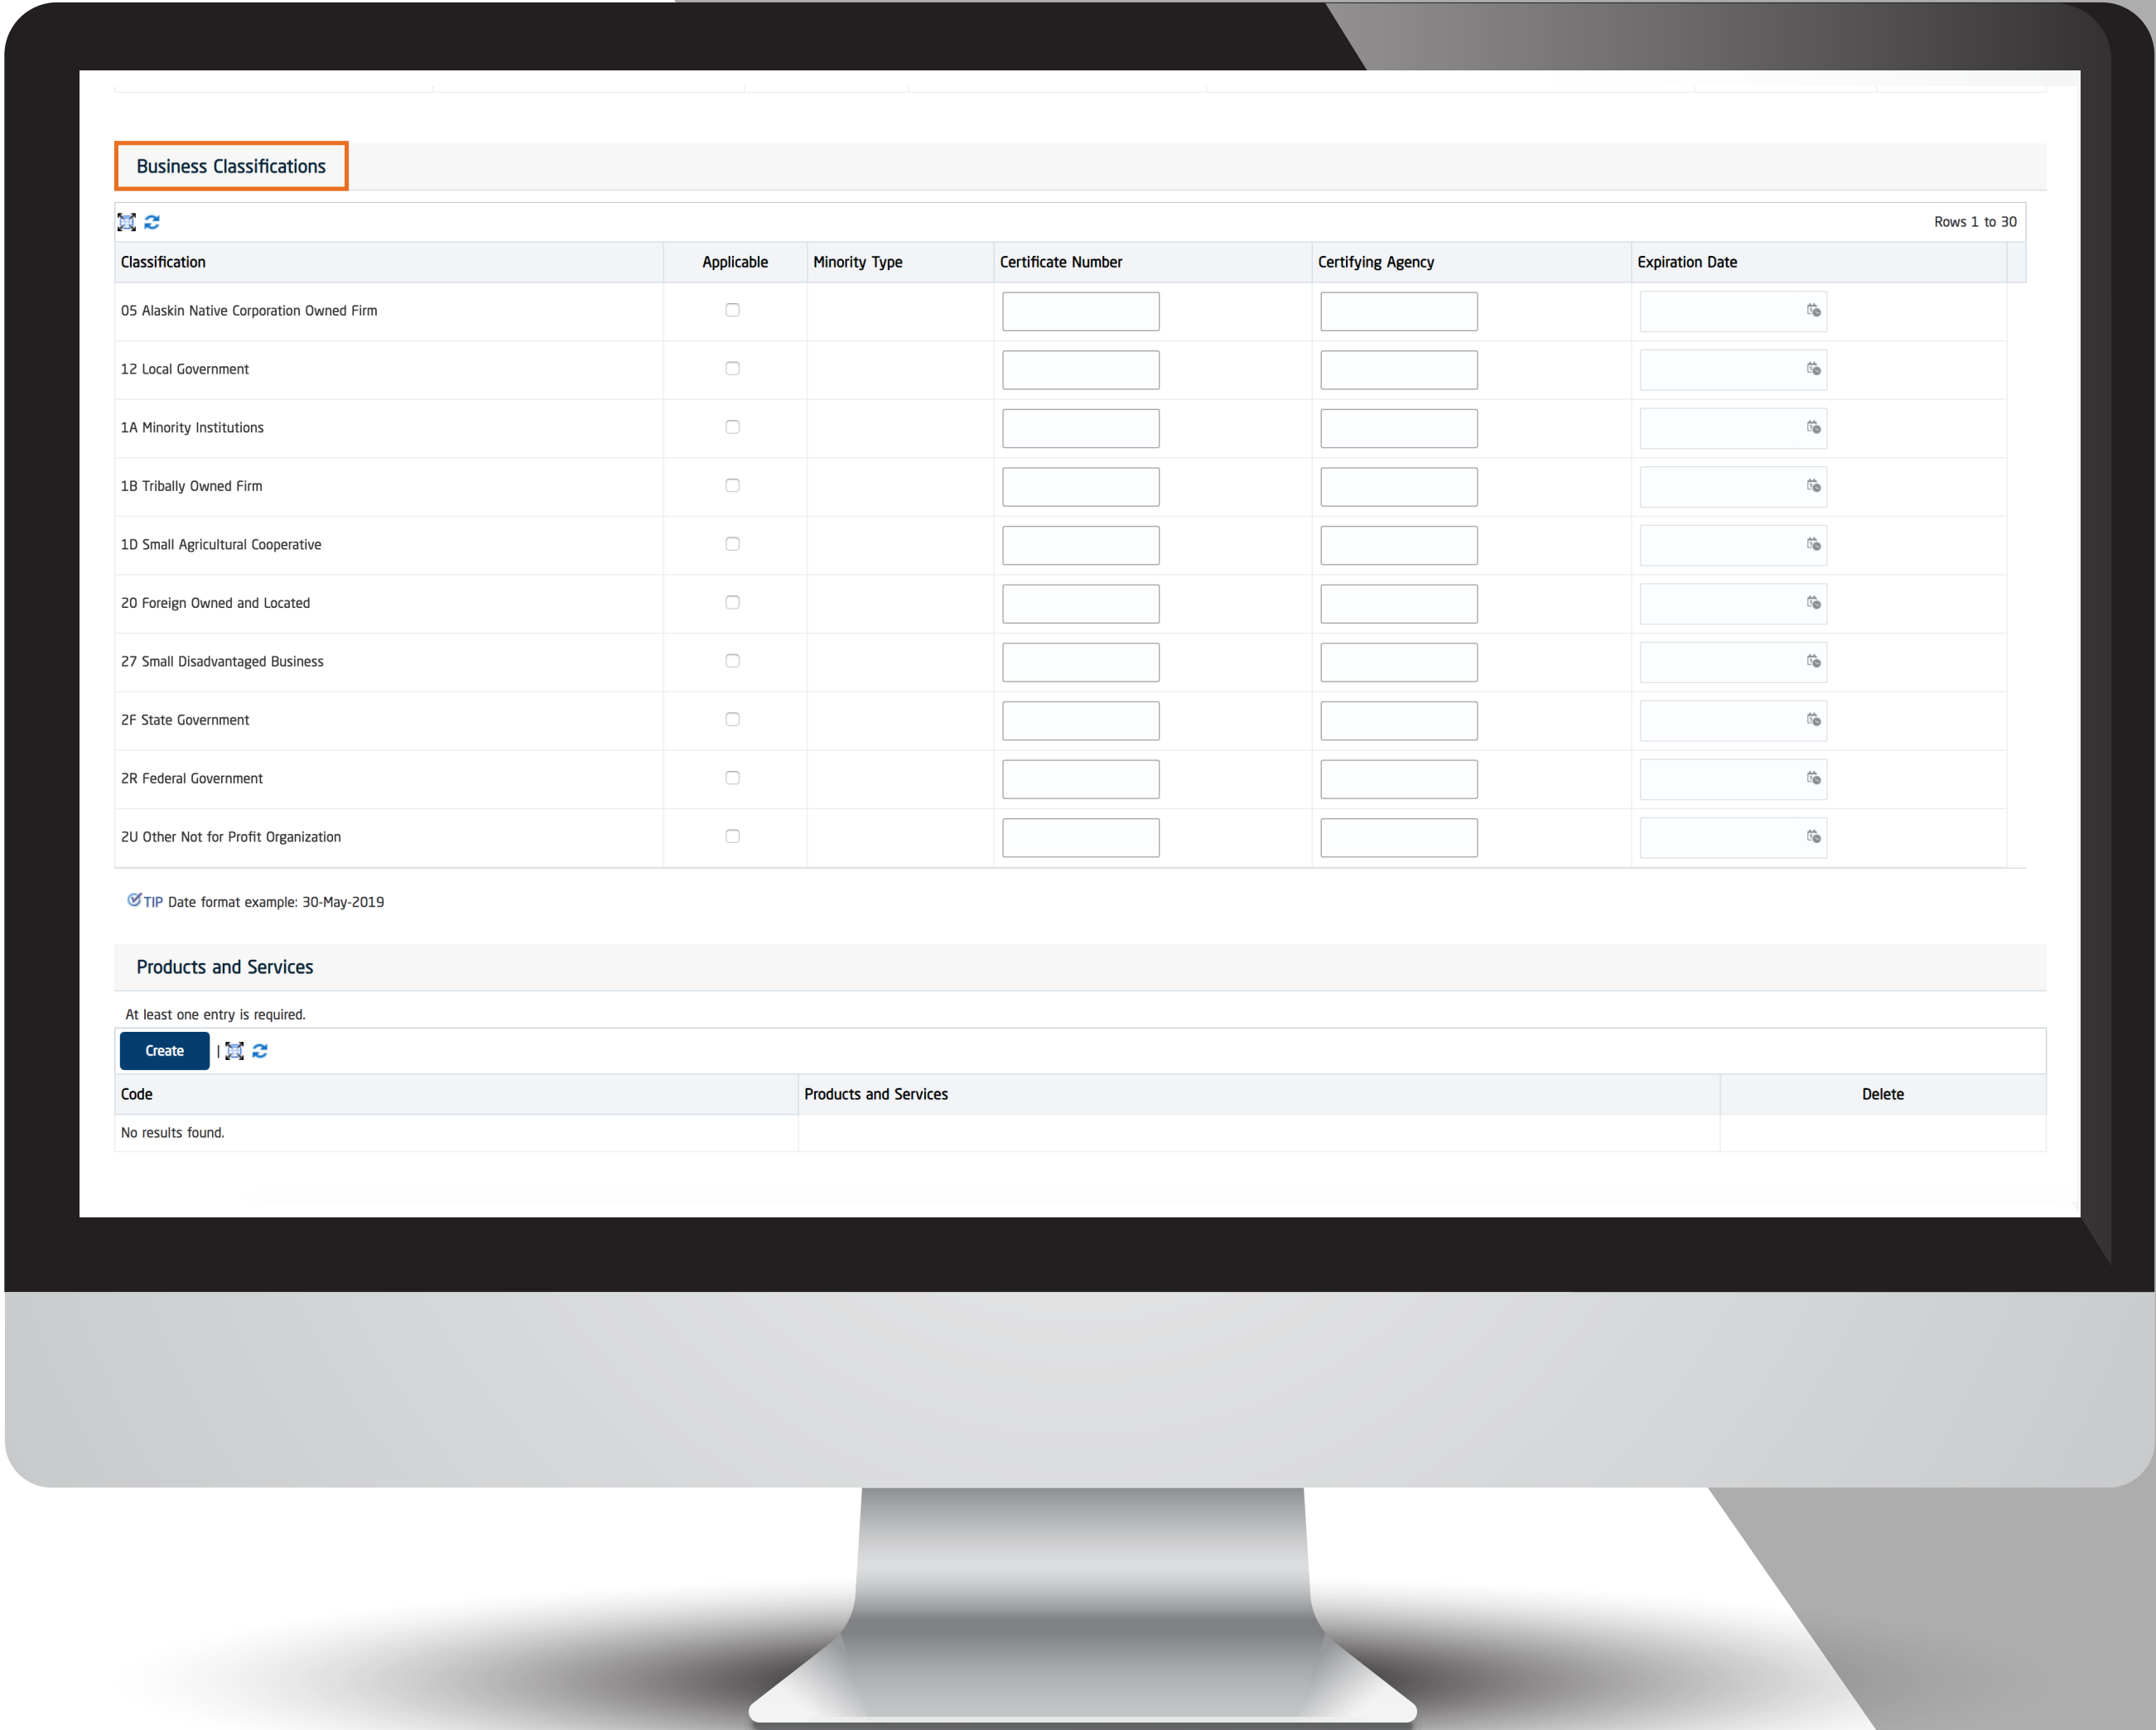 Business Classifications
Rows 1 to 30
Classification Applicable Minority Type Certificate Number Certifying Agency Expiration Date
05 Alaskin Native Corporation Owned Firm
12 Local Government
1A Minority Institutions
1B Tribally Owned Firm
1D Small Agricultural Cooperative
20 Foreign Owned and Located
27 Small Disadvantaged Business
2F State Government
2R Federal Government
2U Other Not for Profit Organization
TIP Date format example: 30-May-2019
Products and Services
At least one entry is required.
Create |
Code Products and Services Delete
No results found.